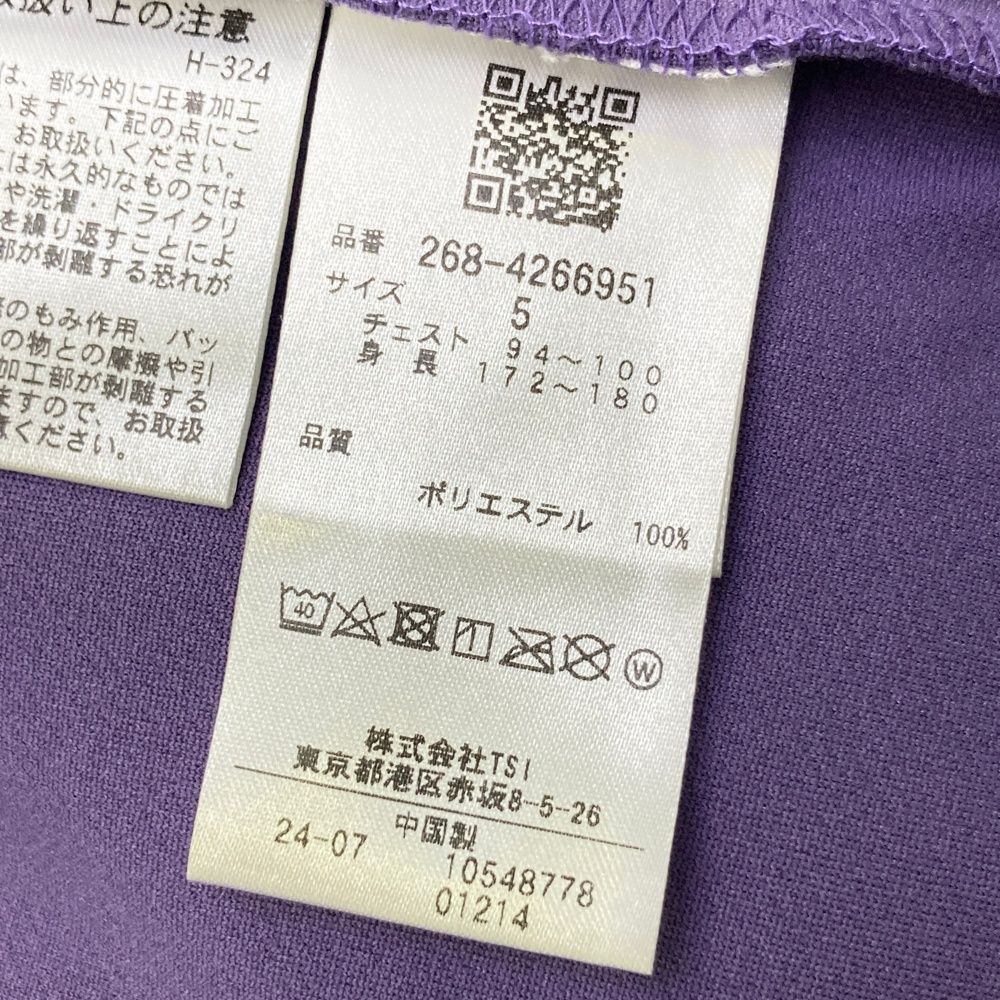 扱い上の注意
H-324
は、部分的に圧着加工
います。下記の点にご
お取扱いください。
には永久的なものでは
や洗濯・ドライクリ
を繰り返すことによ
部が剥離する恐れが
のもみ作用、バッ
の物との摩擦や引
加工部が剥離する
ますので、お取扱
意ください。
品番 268-4266951
サイズ 5
チェスト 94～100
身長 172～180
品質
ポリエステル 100%
40
W
株式会社TSI
東京都港区赤坂8-5-26
中国製
24-07 10548778
01214